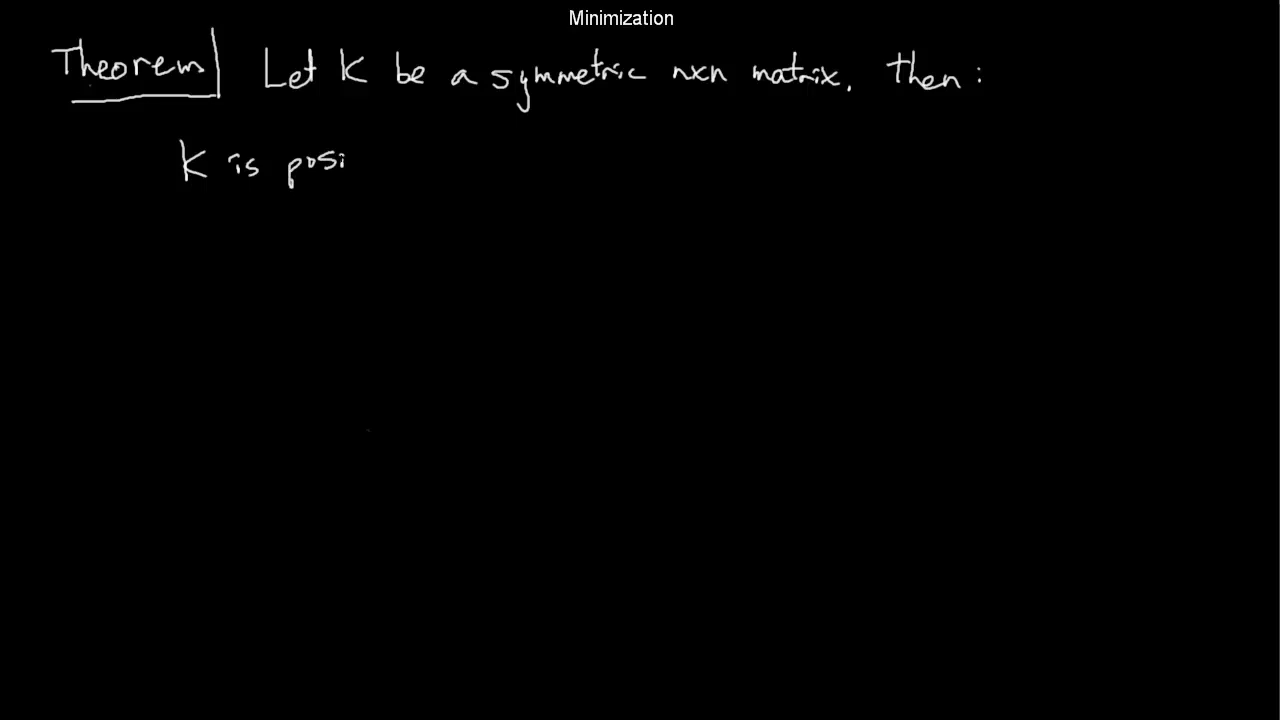 Minimization
Theorem Let K be a symmetric nxn matrix. Then :
K is posi